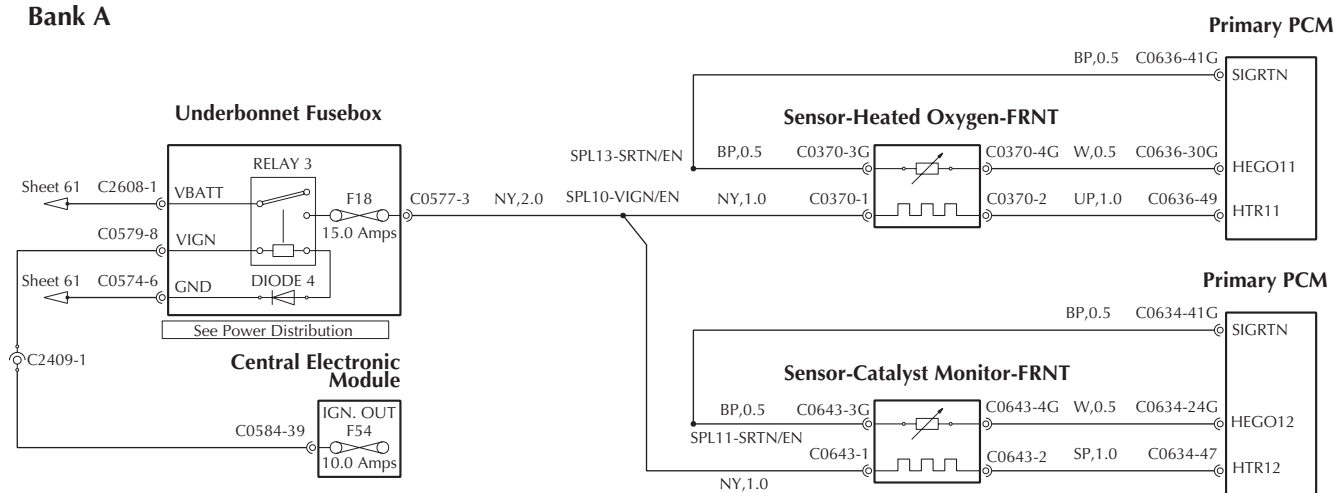 Bank A
Primary PCM
BP,0.5 C0636-41G
SIGRTN
Underbonnet Fusebox
Sensor-Heated Oxygen-FRNT
SPL13-SRTN/EN
BP,0.5 C0370-3G
C0370-4G W,0.5 C0636-30G
HEGO11
RELAY 3
Sheet 61 C2608-1 VBATT
F18
15.0 Amps
C0577-3 NY,2.0 SPL10-VIGN/EN NY,1.0 C0370-1
C0370-2 UP,1.0 C0636-49
HTR11
C0579-8 VIGN
Sheet 61 C0574-6 GND
DIODE 4
See Power Distribution
Primary PCM
BP,0.5 C0634-41G
SIGRTN
C2409-1
Central Electronic
Module
Sensor-Catalyst Monitor-FRNT
IGN. OUT
F54
10.0 Amps
C0584-39
BP,0.5 C0643-3G
C0643-4G W,0.5 C0634-24G
HEGO12
SPL11-SRTN/EN
C0643-1
C0643-2 SP,1.0 C0634-47
HTR12
NY,1.0